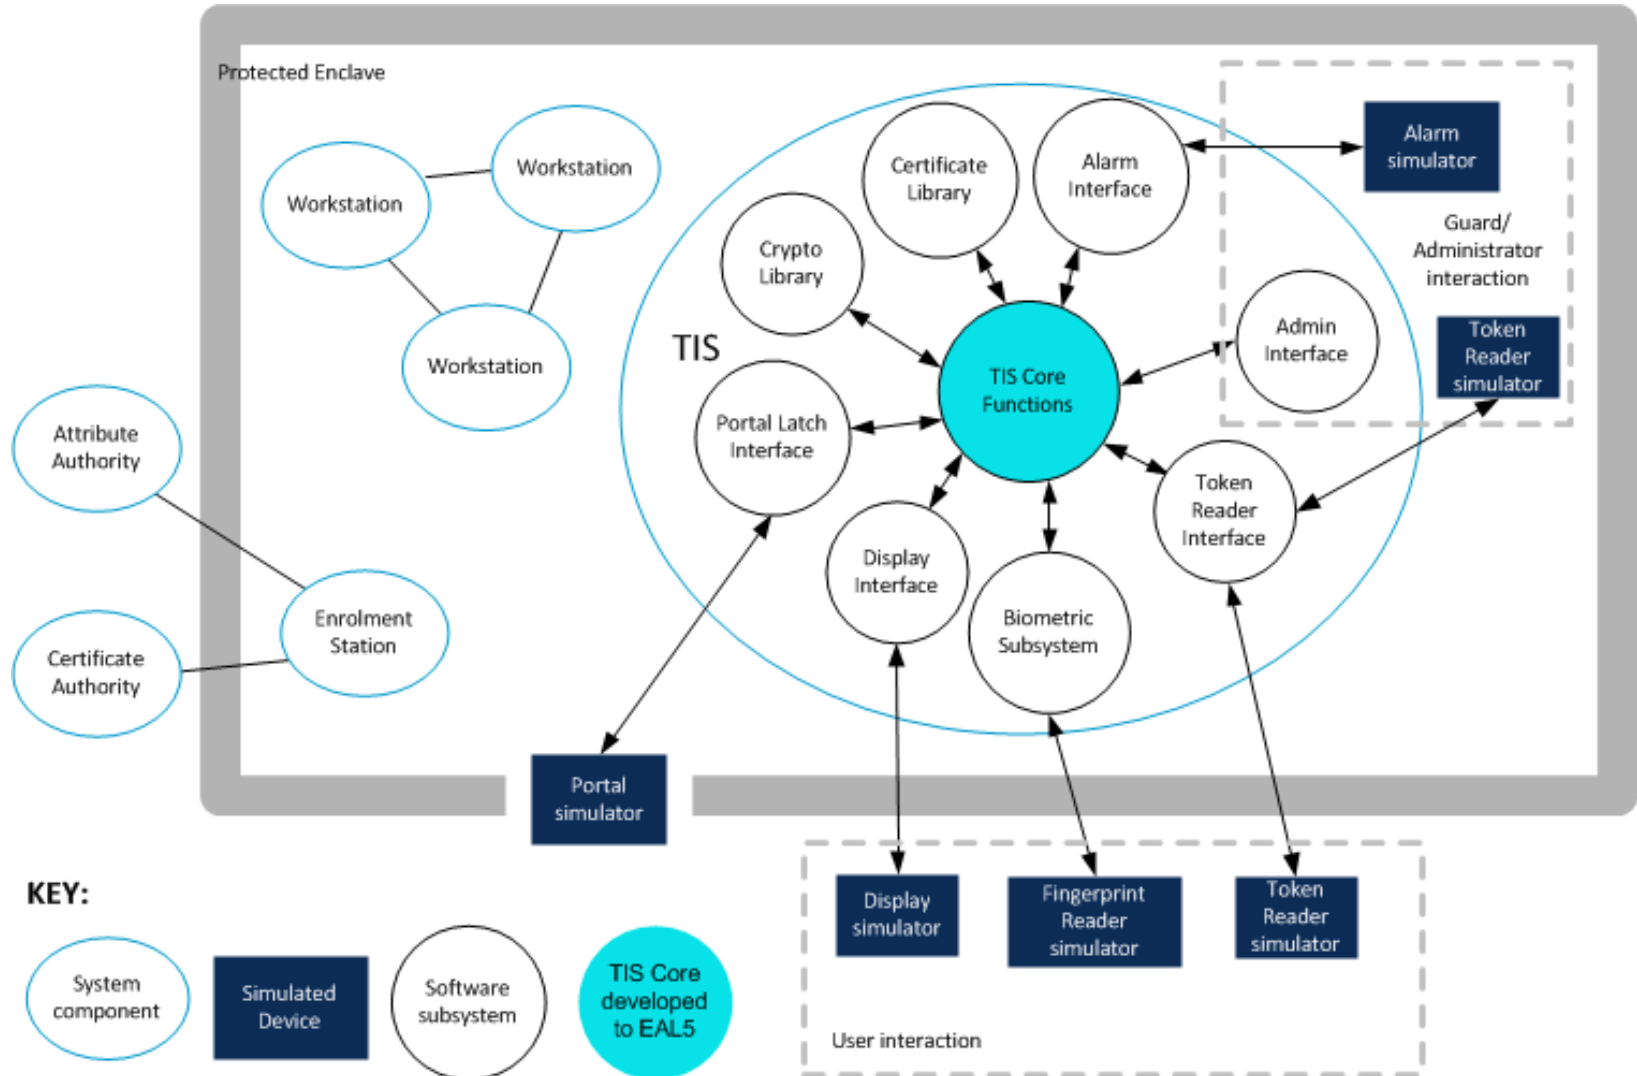 Protected Enclave
Workstation
Workstation
Workstation
Attribute
Authority
Certificate
Authority
Enrolment
Station
TIS
Certificate
Library
Alarm
Interface
Crypto
Library
TIS Core
Functions
Portal Latch
Interface
Display
Interface
Biometric
Subsystem
Token
Reader
Interface
Admin
Interface
Alarm
simulator
Guard/
Administrator
interaction
Token
Reader
simulator
Portal
simulator
Display
simulator
Fingerprint
Reader
simulator
Token
Reader
simulator
User interaction
KEY:
System
component
Simulated
Device
Software
subsystem
TIS Core
developed
to EAL5